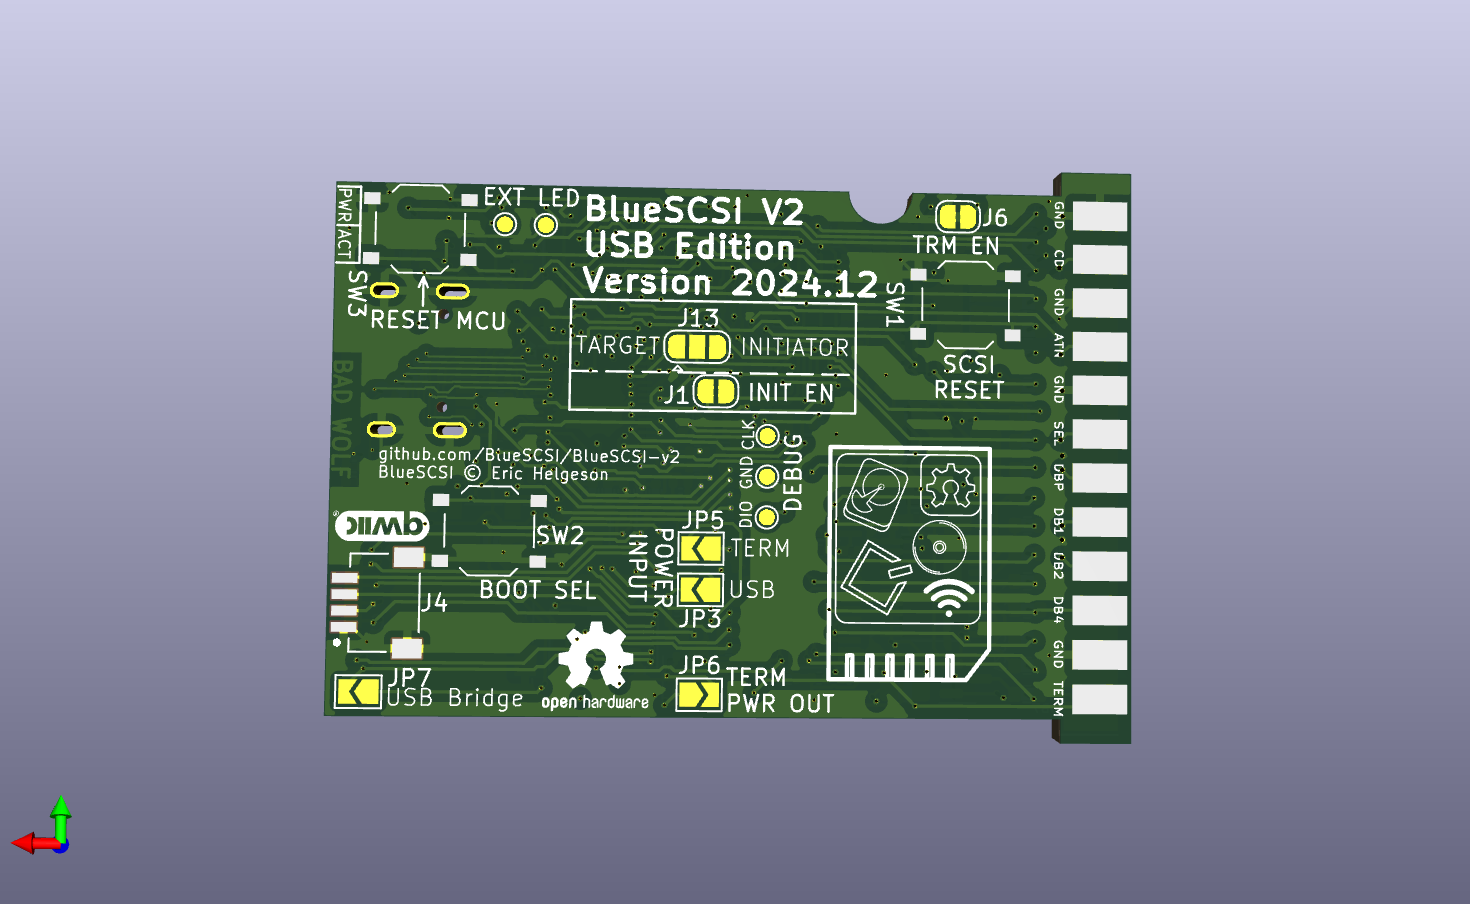 PWR
ACT
SW3
EXT LED
BlueSCSI V2
USB Edition
Version 2024.12
RESET MCU
J6
TRM EN
SW1
SCSI
RESET
J13
TARGET
INITIATOR
J1
INIT EN
BAD WOLF
github.com/BlueSCSI/BlueSCSI-v2
BlueSCSI © Eric Helgeson
CLK
GND
DIO
DEBUG
qwiic
SW2
BOOT SEL
J4
JP5
POWER
INPUT
TERM
USB
JP3
JP7
USB Bridge
open hardware
JP6
TERM
PWR OUT
GND
CD
GND
ATN
GND
SEL
DBP
DB1
DB2
DB4
GND
TERM